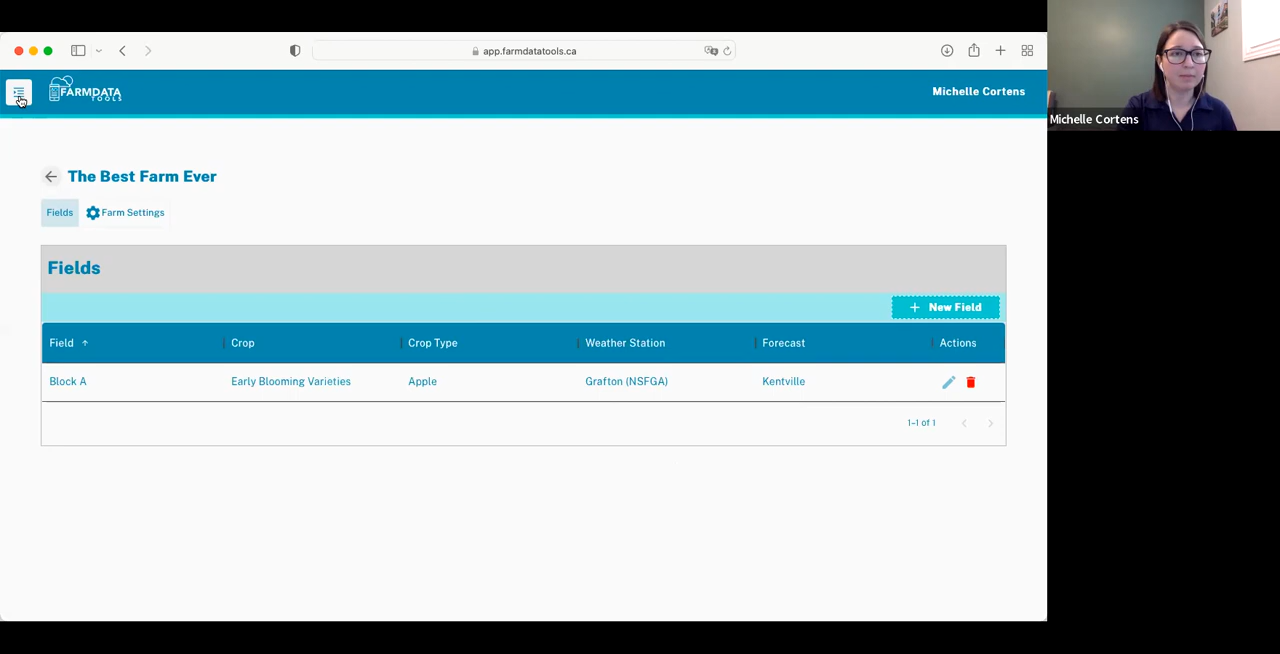 app.farmdatatools.ca
FARMDATA
TOOLS
Michelle Cortens
Michelle Cortens
The Best Farm Ever
Fields
Farm Settings
Fields
+ New Field
Field ↑ Crop Crop Type Weather Station Forecast Actions
Block A Early Blooming Varieties Apple Grafton (NSFGA) Kentville
1-1 of 1